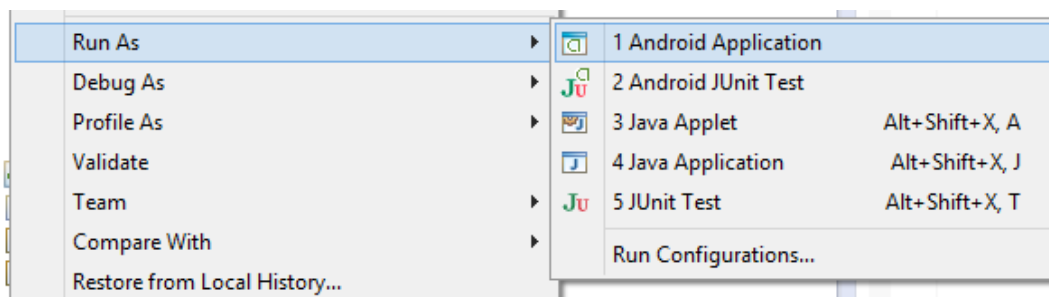 Run As
Debug As
Profile As
Validate
Team
Compare With
Restore from Local History...
1 Android Application
2 Android JUnit Test
3 Java Applet Alt+Shift+X, A
4 Java Application Alt+Shift+X, J
5 JUnit Test Alt+Shift+X, T
Run Configurations...